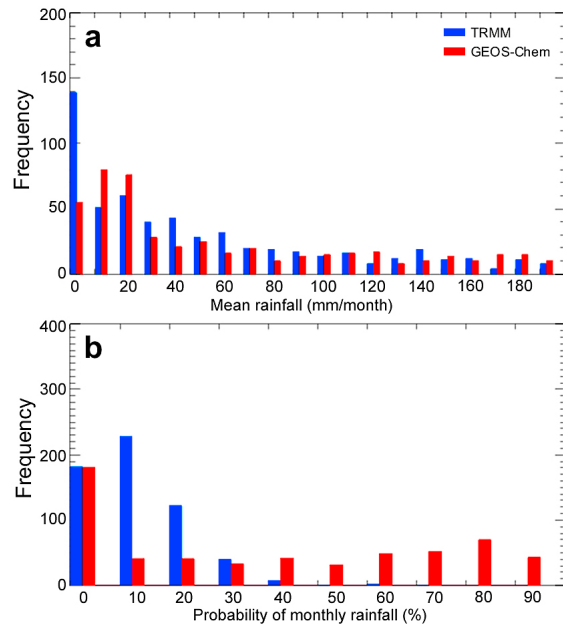 200
a
TRMM
GEOS-Chem
150
100
50
0
Frequency
0 20 40 60 80 100 120 140 160 180
Mean rainfall (mm/month)
400
b
300
200
100
0
Frequency
0 10 20 30 40 50 60 70 80 90
Probability of monthly rainfall (%)